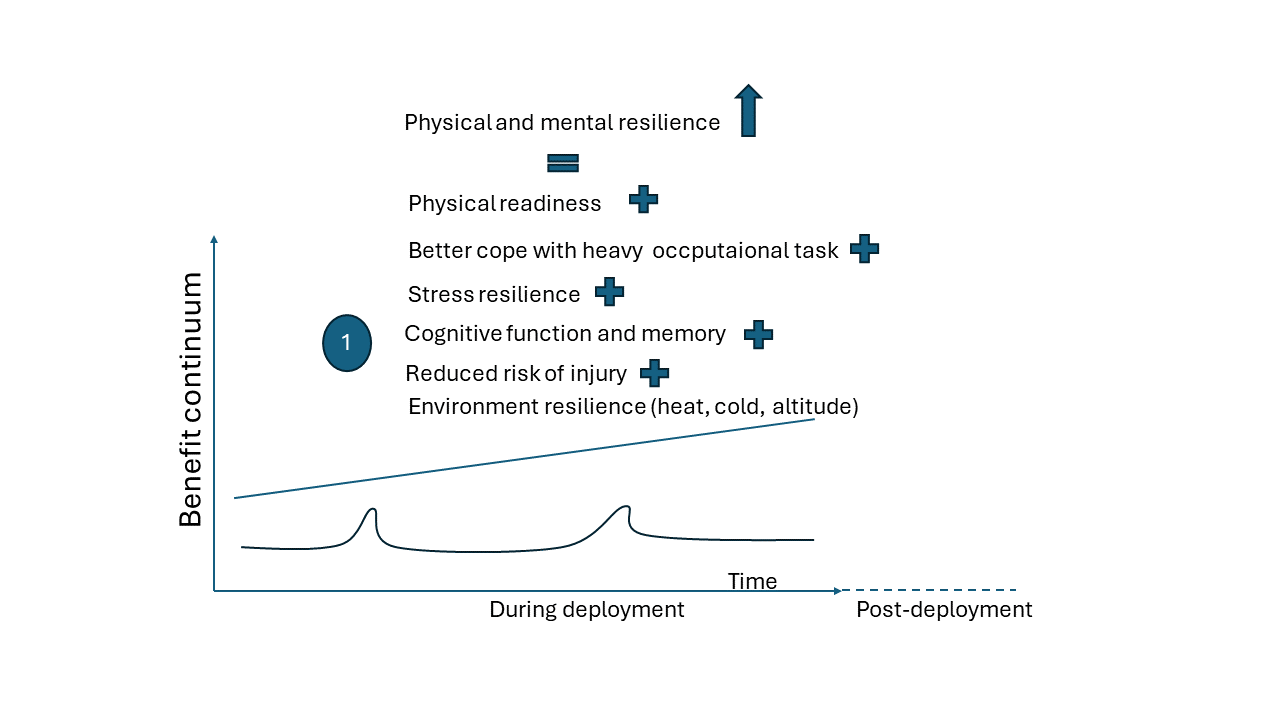 Physical and mental resilience
Physical readiness
Better cope with heavy occputaional task
Stress resilience
Cognitive function and memory
1
Reduced risk of injury
Environment resilience (heat, cold, altitude)
Benefit continuum
Time
During deployment
Post-deployment